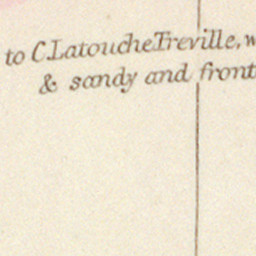 to C.Latouche Treville, w
& sandy and front